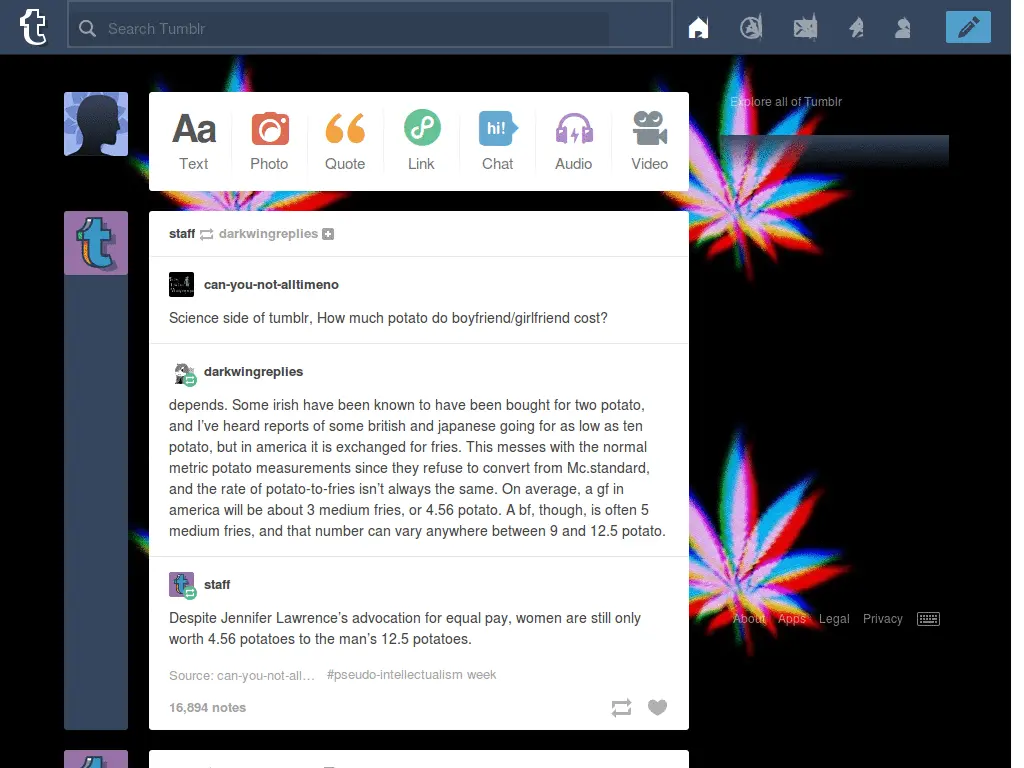 Search Tumblr
Explore all of Tumblr
Aa
hi!
Text
Photo
Quote
Link
Chat
Audio
Video
staff darkwingreplies
can-you-not-alltimeno
Science side of tumblr, How much potato do boyfriend/girlfriend cost?
darkwingreplies
depends. Some irish have been known to have been bought for two potato,
and I’ve heard reports of some british and japanese going for as low as ten
potato, but in america it is exchanged for fries. This messes with the normal
metric potato measurements since they refuse to convert from Mc.standard,
and the rate of potato-to-fries isn’t always the same. On average, a gf in
america will be about 3 medium fries, or 4.56 potato. A bf, though, is often 5
medium fries, and that number can vary anywhere between 9 and 12.5 potato.
staff
Despite Jennifer Lawrence’s advocation for equal pay, women are still only
worth 4.56 potatoes to the man’s 12.5 potatoes.
About Apps Legal Privacy
Source: can-you-not-all… #pseudo-intellectualism week
16,894 notes